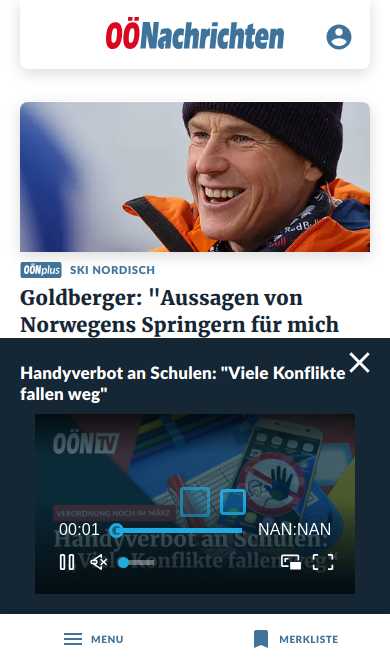 OÖNachrichten
OÖNplus SKI NORDISCH
Goldberger: "Aussagen von
Norwegens Springern für mich
Handyverbot an Schulen: "Viele Konflikte
fallen weg"
OÖN TV
VERORDNUNG NOCH IM MÄRZ
00:01
NAN:NAN
Handyverbot an Schulen:
"Viele Konflikte fallen weg"
MENU
MERKLISTE